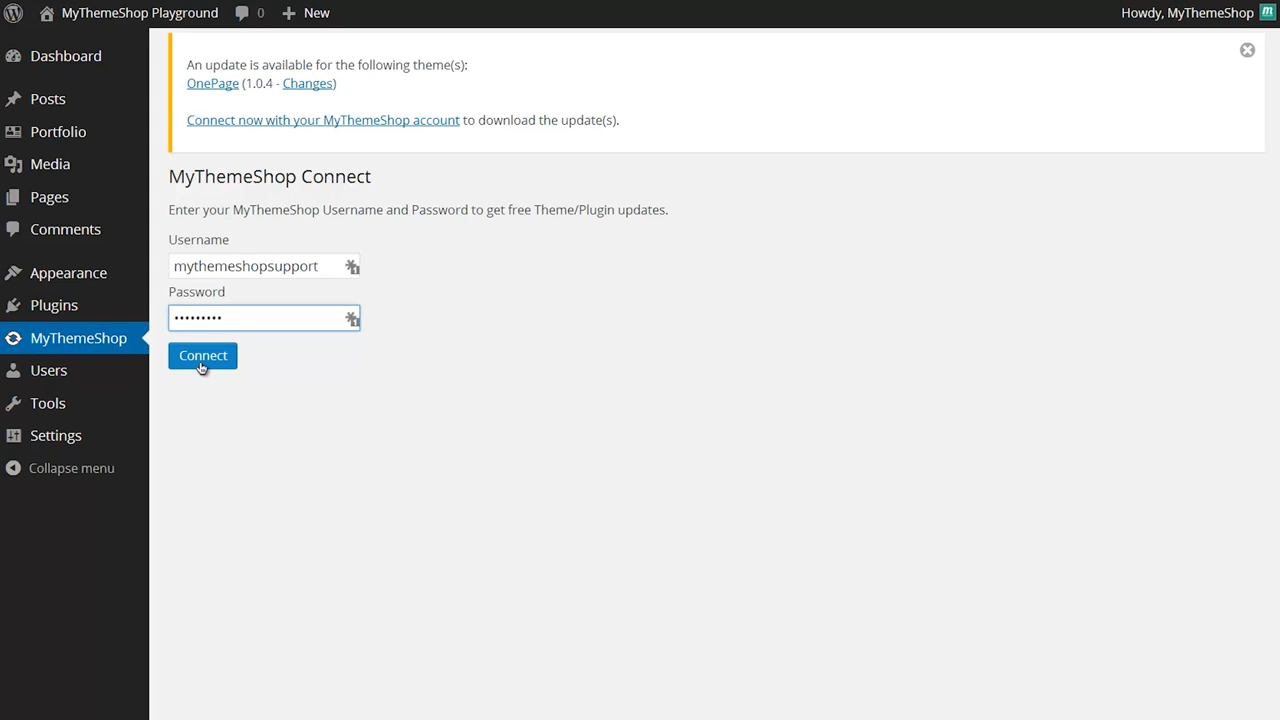 MyThemeShop Playground 0 New
Howdy, MyThemeShop m
Dashboard
Posts
Portfolio
Media
Pages
Comments
Appearance
Plugins
MyThemeShop
Users
Tools
Settings
Collapse menu
An update is available for the following theme(s):
OnePage (1.0.4 - Changes)
Connect now with your MyThemeShop account to download the update(s).
MyThemeShop Connect
Enter your MyThemeShop Username and Password to get free Theme/Plugin updates.
Username
mythemeshopsupport 1
Password
••••••••• 1
Connect